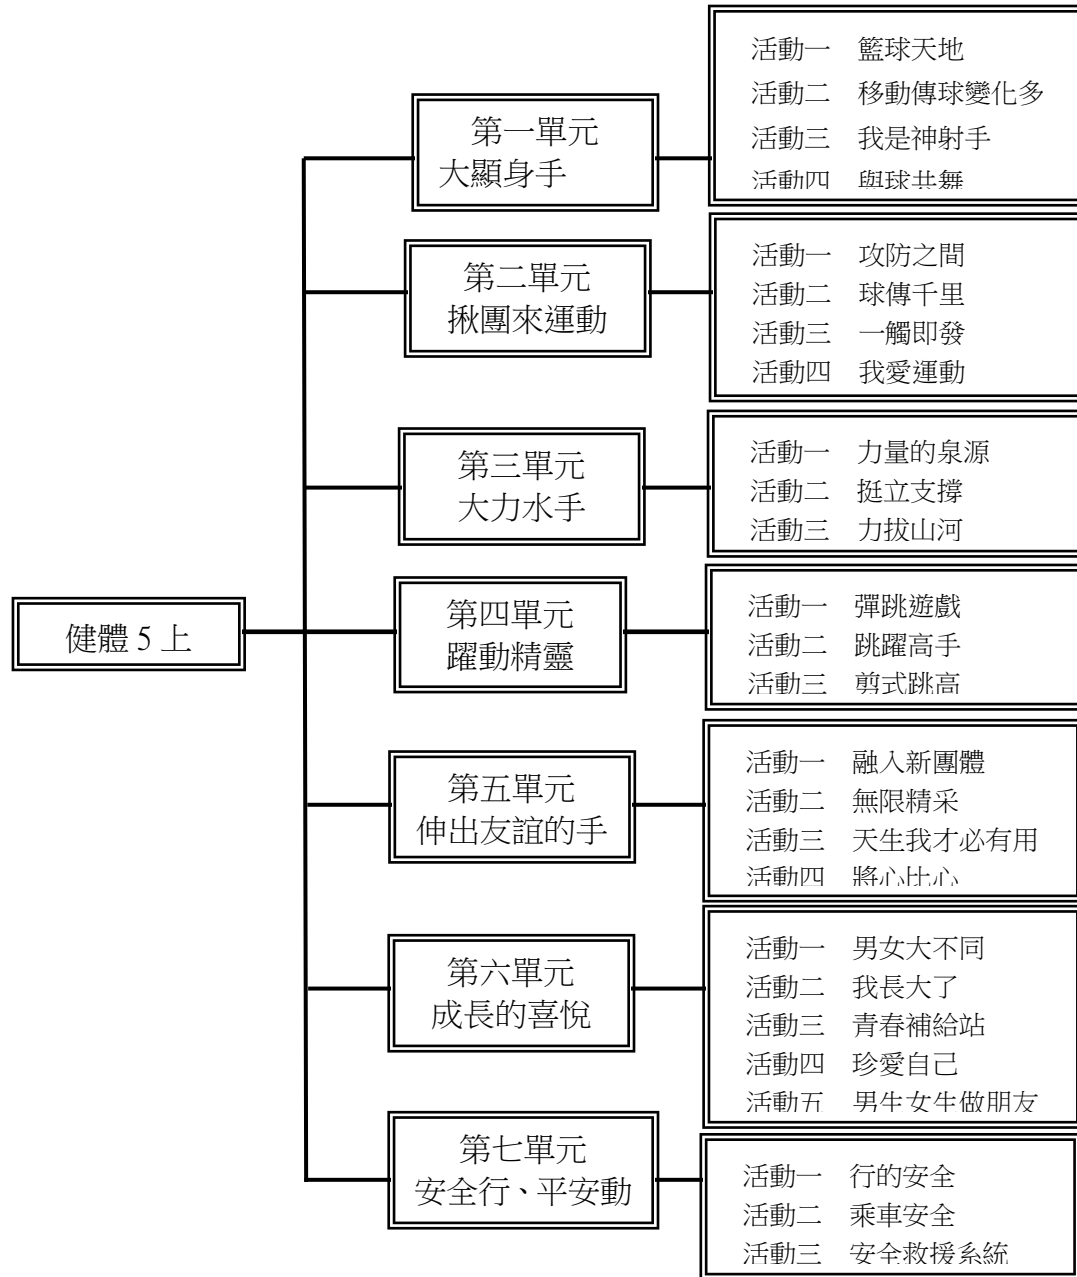 健體 5 上
第一單元
大顯身手
活動一 籃球天地
活動二 移動傳球變化多
活動三 我是神射手
活動四 與球共舞
第二單元
揪團來運動
活動一 攻防之間
活動二 球傳千里
活動三 一觸即發
活動四 我愛運動
第三單元
大力水手
活動一 力量的泉源
活動二 挺立支撐
活動三 力拔山河
第四單元
躍動精靈
活動一 彈跳遊戲
活動二 跳躍高手
活動三 剪式跳高
第五單元
伸出友誼的手
活動一 融入新團體
活動二 無限精采
活動三 天生我才必有用
活動四 將心比心
第六單元
成長的喜悅
活動一 男女大不同
活動二 我長大了
活動三 青春補給站
活動四 珍愛自己
活動五 男生女生做朋友
第七單元
安全行、平安動
活動一 行的安全
活動二 乘車安全
活動三 安全救援系統